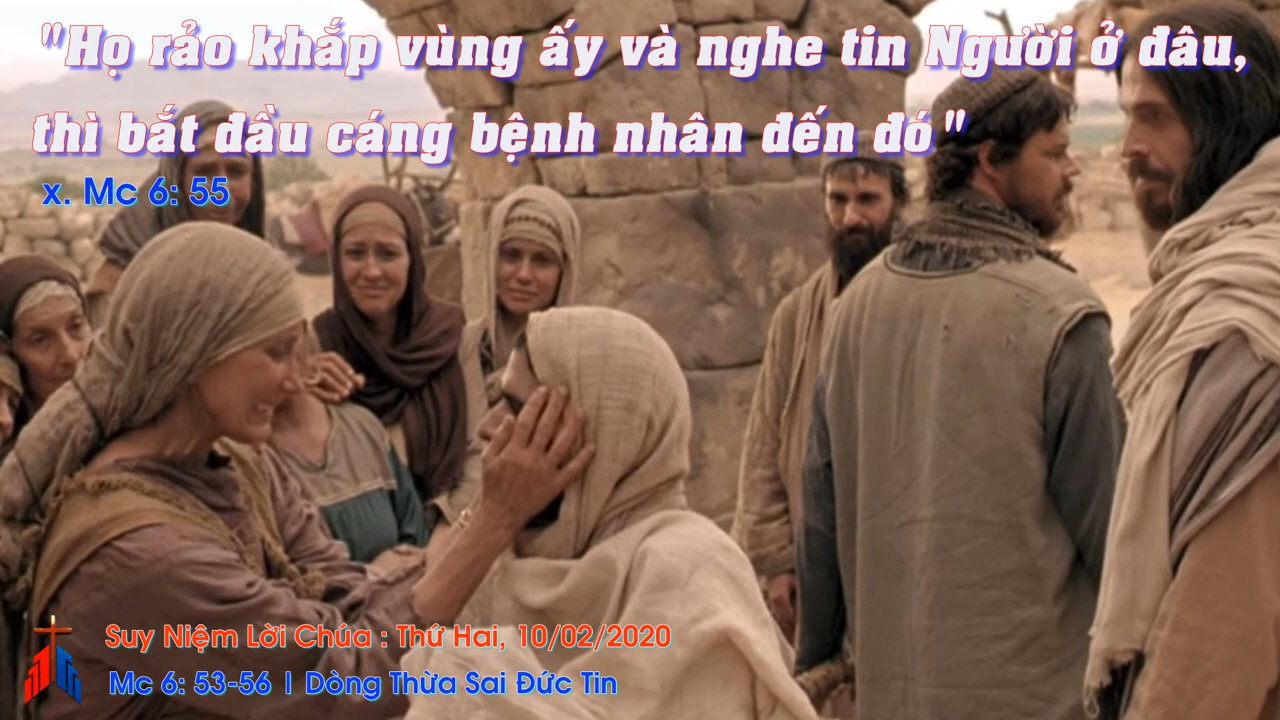 "Họ rảo khắp vùng ấy và nghe tin Người ở đâu,
thì bắt đầu cáng bệnh nhân đến đó"
x. Mc 6: 55
Suy Niệm Lời Chúa : Thứ Hai, 10/02/2020
Mc 6: 53-56 | Dòng Thừa Sai Đức Tin